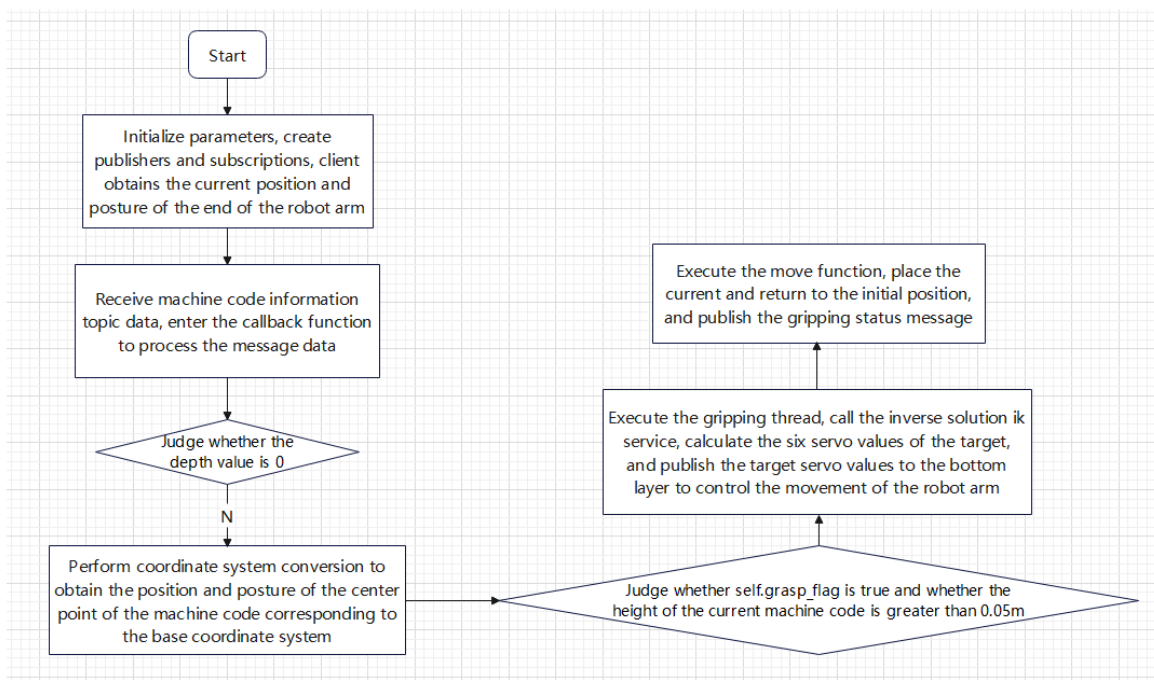 Start
Initialize parameters, create
publishers and subscriptions, client
obtains the current position and
posture of the end of the robot arm
Receive machine code information
topic data, enter the callback function
to process the message data
Judge whether the
depth value is 0
N
Perform coordinate system conversion to
obtain the position and posture of the center
point of the machine code corresponding to
the base coordinate system
Judge whether self.grasp_flag is true and whether the
height of the current machine code is greater than 0.05m
Execute the gripping thread, call the inverse solution ik
service, calculate the six servo values of the target,
and publish the target servo values to the bottom
layer to control the movement of the robot arm
Execute the move function, place the
current and return to the initial position,
and publish the gripping status message